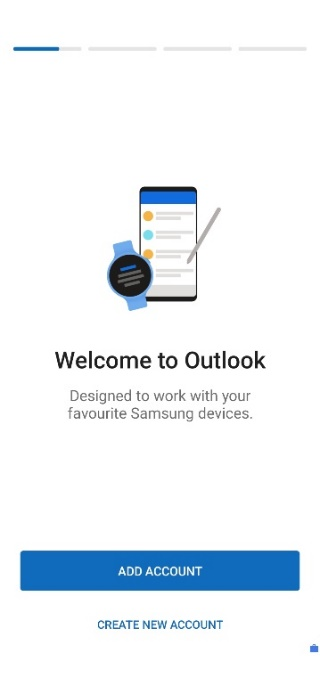 Welcome to Outlook
Designed to work with your
favourite Samsung devices.
ADD ACCOUNT
CREATE NEW ACCOUNT